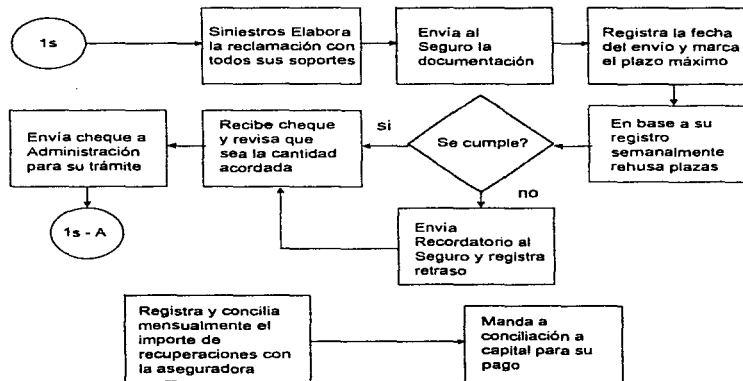 1s
Siniestros Elabora
la reclamación con
todos sus soportes
Envía al
Seguro la
documentación
Registra la fecha
del envío y marca
el plazo máximo
En base a su
registro
semanalmente
rehusa plazas
Se cumple?
si
no
Recibe cheque
y revisa que
sea la cantidad
acordada
Envía cheque a
Administración
para su trámite
1s - A
Envia
Recordatorio al
Seguro y registra
retraso
Registra y concilia
mensualmente el
importe de
recuperaciones con
la aseguradora
Manda a
conciliación a
capital para su
pago